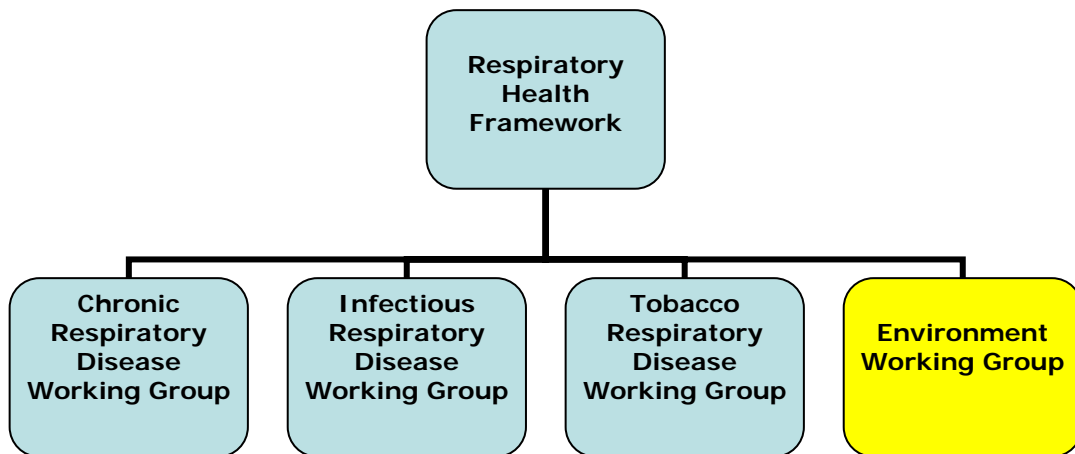 Respiratory
Health
Framework
Chronic
Respiratory
Disease
Working Group
Infectious
Respiratory
Disease
Working Group
Tobacco
Respiratory
Disease
Working Group
Environment
Working Group